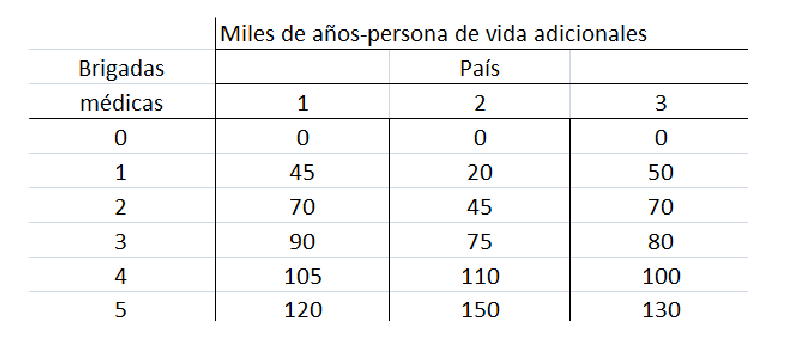 Miles de años-persona de vida adicionales
Brigadas País
médicas 1 2 3
0 0 0 0
1 45 20 50
2 70 45 70
3 90 75 80
4 105 110 100
5 120 150 130